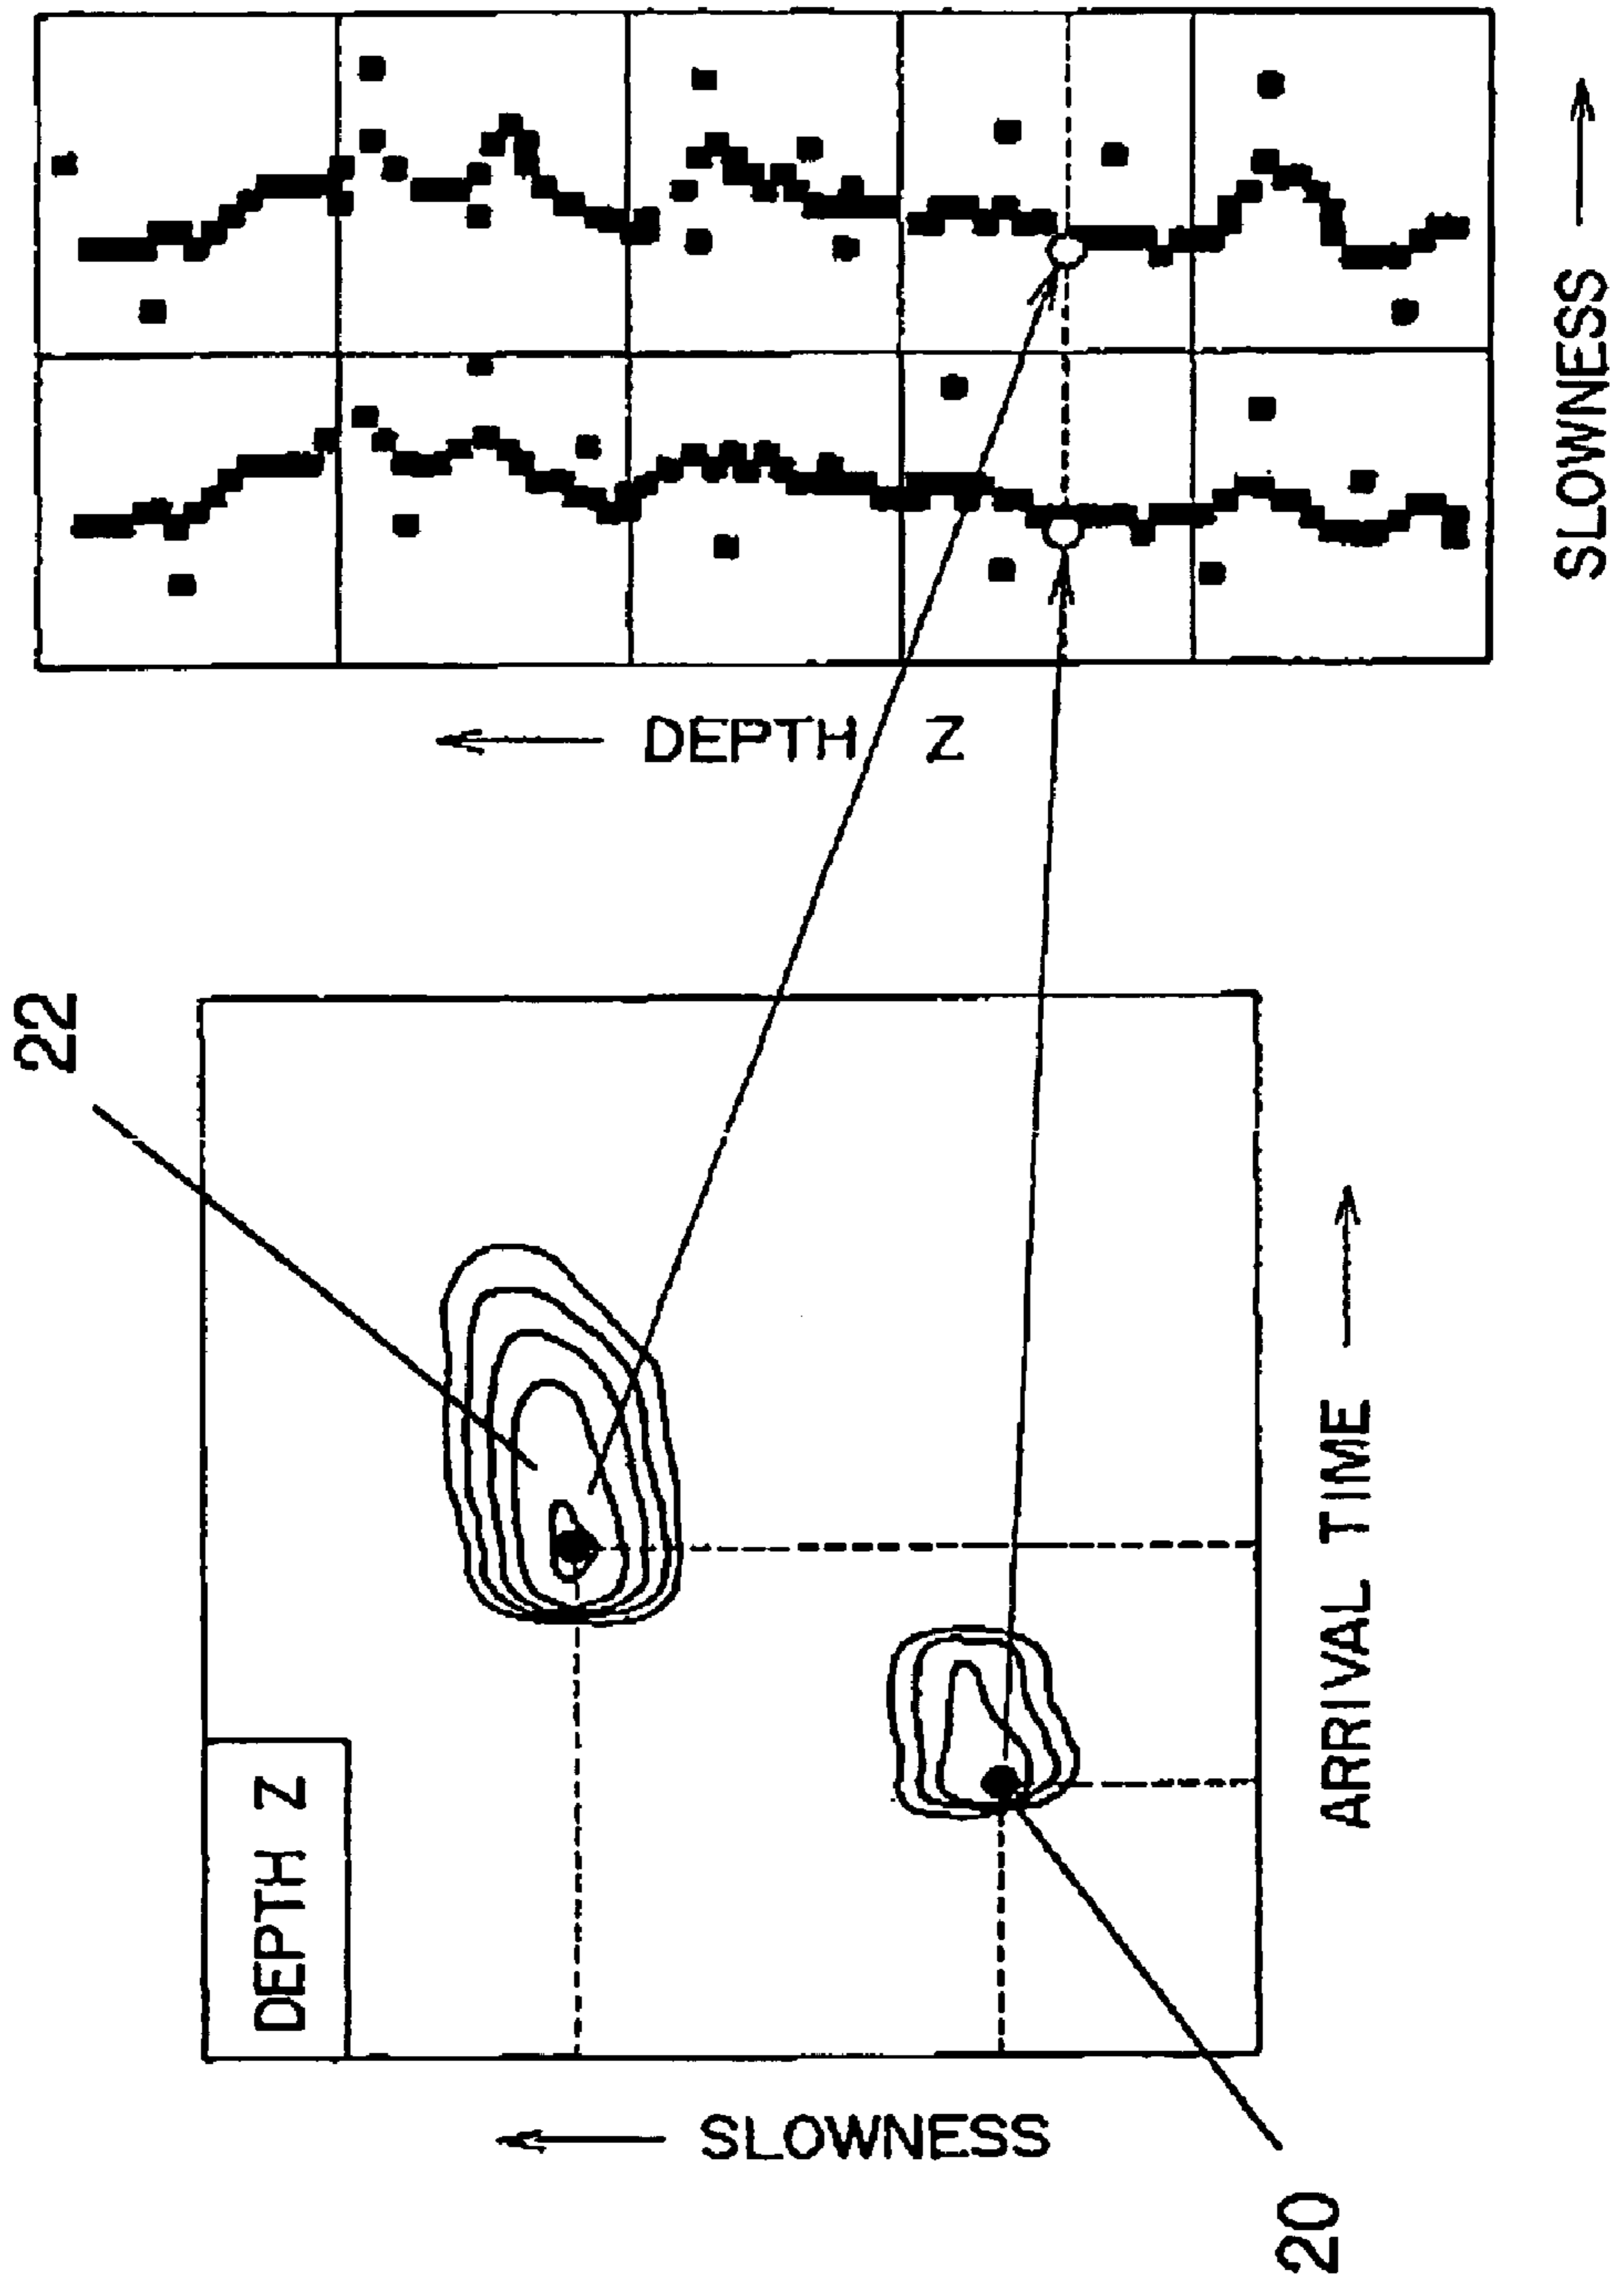 SLOWNESS
DEPTH Z
22
DEPTH Z
ARRIVAL TIME
SLOWNESS
20